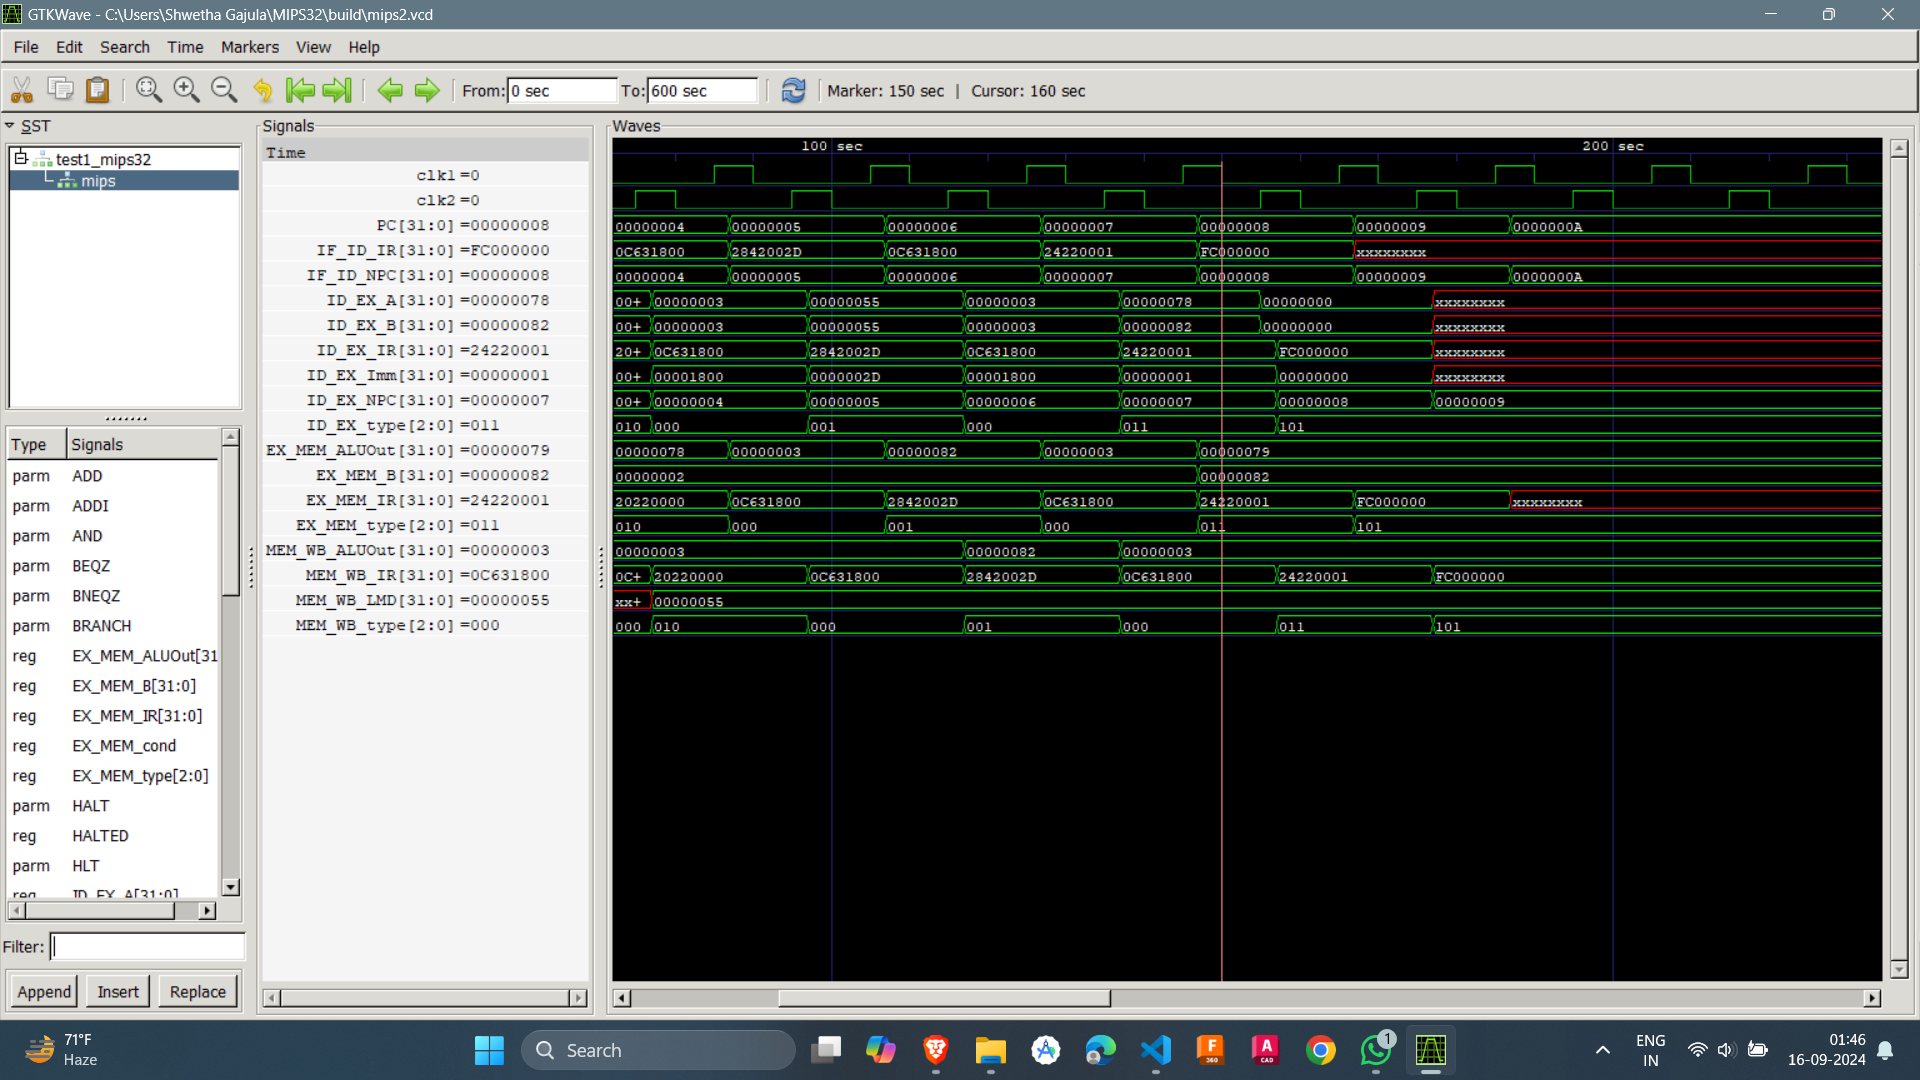 GTKWave - C:\Users\Shwetha Gajula\MIPS32\build\mips2.vcd
File Edit Search Time Markers View Help
From: 0 sec To: 600 sec Marker: 150 sec | Cursor: 160 sec
SST
test1_mips32
mips
Type Signals
parm ADD
parm ADDI
parm AND
parm BEQZ
parm BNEQZ
parm BRANCH
reg EX_MEM_ALUOut[31
reg EX_MEM_B[31:0]
reg EX_MEM_IR[31:0]
reg EX_MEM_cond
reg EX_MEM_type[2:0]
parm HALT
reg HALTED
parm HLT
reg ID_EX_A[31:0]
Filter:
Append Insert Replace
Signals
Time
clk1 =0
clk2 =0
PC[31:0] =00000008
IF_ID_IR[31:0] =FC000000
IF_ID_NPC[31:0] =00000008
ID_EX_A[31:0] =00000078
ID_EX_B[31:0] =00000082
ID_EX_IR[31:0] =24220001
ID_EX_Imm[31:0] =00000001
ID_EX_NPC[31:0] =00000007
ID_EX_type[2:0] =011
EX_MEM_ALUOut[31:0] =00000079
EX_MEM_B[31:0] =00000082
EX_MEM_IR[31:0] =24220001
EX_MEM_type[2:0] =011
MEM_WB_ALUOut[31:0] =00000003
MEM_WB_IR[31:0] =0C631800
MEM_WB_LMD[31:0] =00000055
MEM_WB_type[2:0] =000
Waves
100 sec 200 sec
00000004 00000005 00000006 00000007 00000008 00000009 0000000A
0C631800 2842002D 0C631800 24220001 FC000000 xxxxxxxx
00000004 00000005 00000006 00000007 00000008 00000009 0000000A
00+ 00000003 00000055 00000003 00000078 00000000 xxxxxxxx
00+ 00000003 00000055 00000003 00000082 00000000 xxxxxxxx
20+ 0C631800 2842002D 0C631800 24220001 FC000000 xxxxxxxx
00+ 00001800 0000002D 00001800 00000001 00000000 xxxxxxxx
00+ 00000004 00000005 00000006 00000007 00000008 00000009
010 000 001 000 011 101
00000078 00000003 00000082 00000003 00000079
00000002 00000082
20220000 0C631800 2842002D 0C631800 24220001 FC000000 xxxxxxxx
010 000 001 000 011 101
00000003 00000082 00000003
0C+ 20220000 0C631800 2842002D 0C631800 24220001 FC000000
xx+ 00000055
000 010 000 001 000 011 101
71°F
Haze
Search
F
360
A
CAD
1
ENG
IN
01:46
16-09-2024